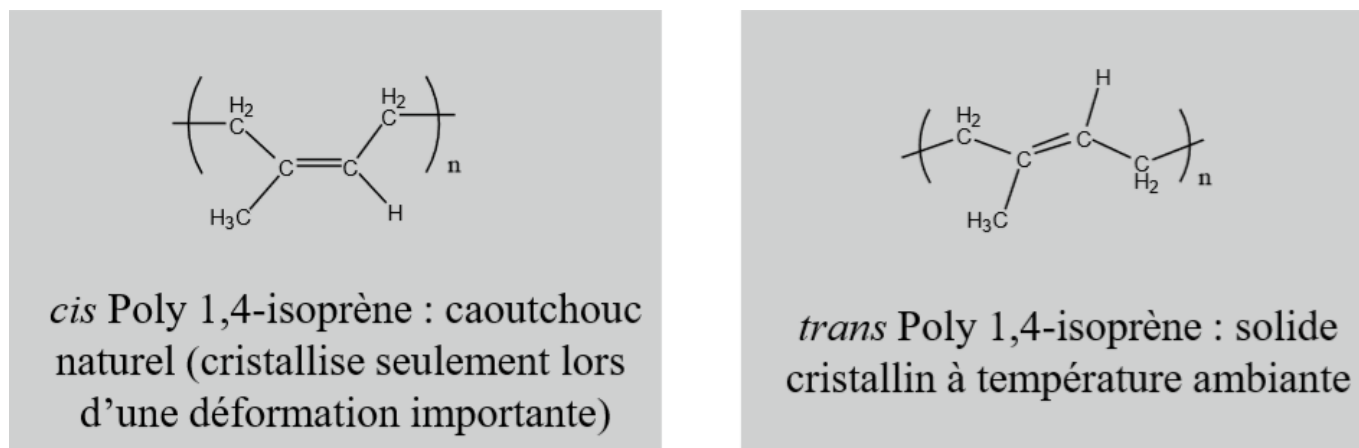 H₂
C
H₂
C
C
C
H₃C
H
n
cis Poly 1,4-isoprène : caoutchouc
naturel (cristallise seulement lors
d’une déformation importante)
H
H₂
C
C
C
C
H₂
H₃C
n
trans Poly 1,4-isoprène : solide
cristallin à température ambiante